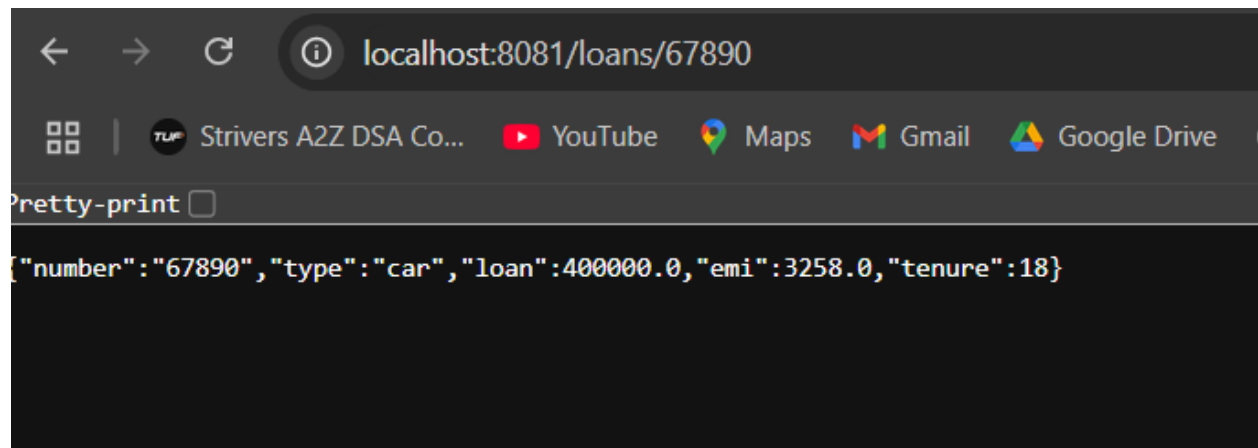 localhost:8081/loans/67890
TUF Strivers A2Z DSA Co... YouTube Maps Gmail Google Drive
Pretty-print
{"number":"67890","type":"car","loan":400000.0,"emi":3258.0,"tenure":18}